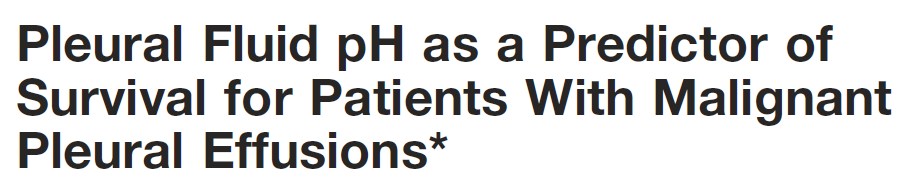 Pleural Fluid pH as a Predictor of
Survival for Patients With Malignant
Pleural Effusions*